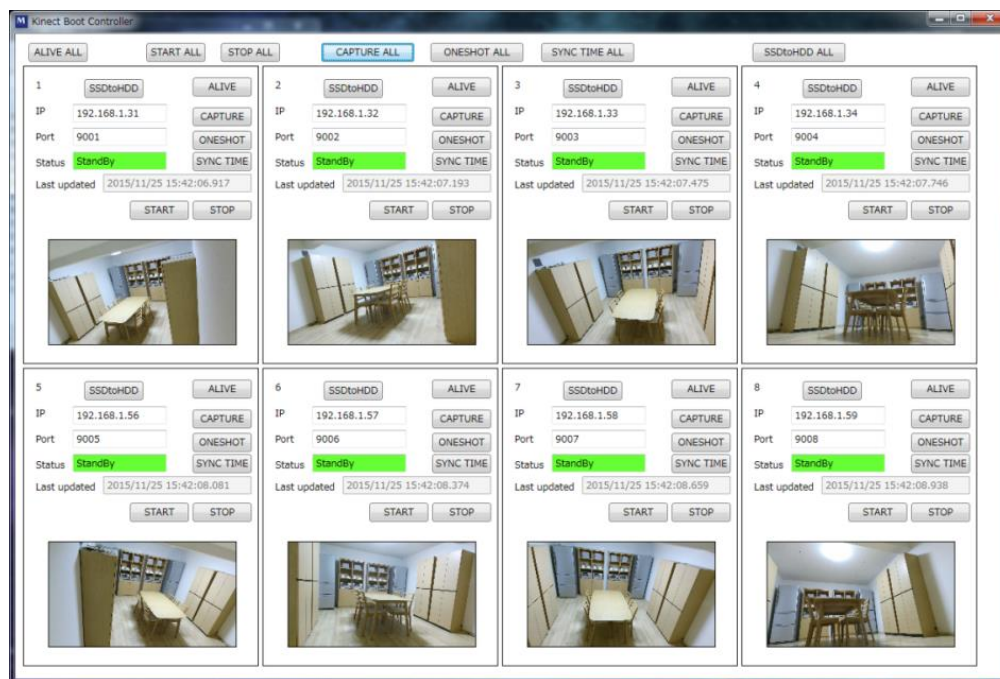 M Kinect Boot Controller
ALIVE ALL START ALL STOP ALL CAPTURE ALL ONESHOT ALL SYNC TIME ALL SSDtoHDD ALL
1 SSDtoHDD ALIVE
IP 192.168.1.31 CAPTURE
Port 9001 ONESHOT
Status StandBy SYNC TIME
Last updated 2015/11/25 15:42:06.917
START STOP
2 SSDtoHDD ALIVE
IP 192.168.1.32 CAPTURE
Port 9002 ONESHOT
Status StandBy SYNC TIME
Last updated 2015/11/25 15:42:07.193
START STOP
3 SSDtoHDD ALIVE
IP 192.168.1.33 CAPTURE
Port 9003 ONESHOT
Status StandBy SYNC TIME
Last updated 2015/11/25 15:42:07.475
START STOP
4 SSDtoHDD ALIVE
IP 192.168.1.34 CAPTURE
Port 9004 ONESHOT
Status StandBy SYNC TIME
Last updated 2015/11/25 15:42:07.746
START STOP
5 SSDtoHDD ALIVE
IP 192.168.1.56 CAPTURE
Port 9005 ONESHOT
Status StandBy SYNC TIME
Last updated 2015/11/25 15:42:08.081
START STOP
6 SSDtoHDD ALIVE
IP 192.168.1.57 CAPTURE
Port 9006 ONESHOT
Status StandBy SYNC TIME
Last updated 2015/11/25 15:42:08.374
START STOP
7 SSDtoHDD ALIVE
IP 192.168.1.58 CAPTURE
Port 9007 ONESHOT
Status StandBy SYNC TIME
Last updated 2015/11/25 15:42:08.659
START STOP
8 SSDtoHDD ALIVE
IP 192.168.1.59 CAPTURE
Port 9008 ONESHOT
Status StandBy SYNC TIME
Last updated 2015/11/25 15:42:08.938
START STOP